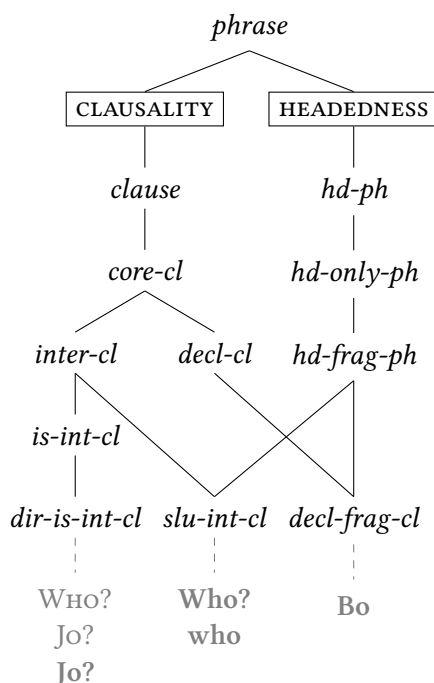 phrase
CLAUSALITY HEADEDNESS
clause hd-ph
core-cl hd-only-ph
inter-cl decl-cl hd-frag-ph
is-int-cl
dir-is-int-cl slu-int-cl decl-frag-cl
WHO? Who? Bo
JO? who
Jo?